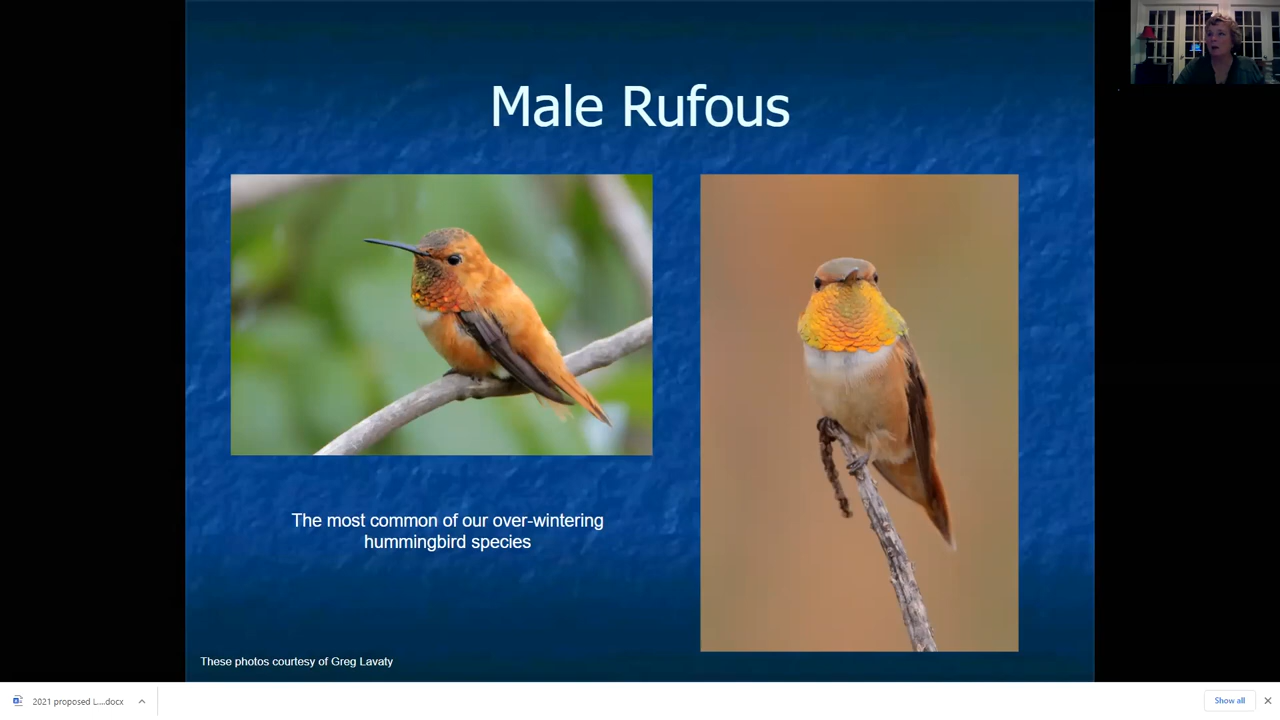 Male Rufous
The most common of our over-wintering
hummingbird species
These photos courtesy of Greg Lavaty
2021 proposed L....docx
Show all